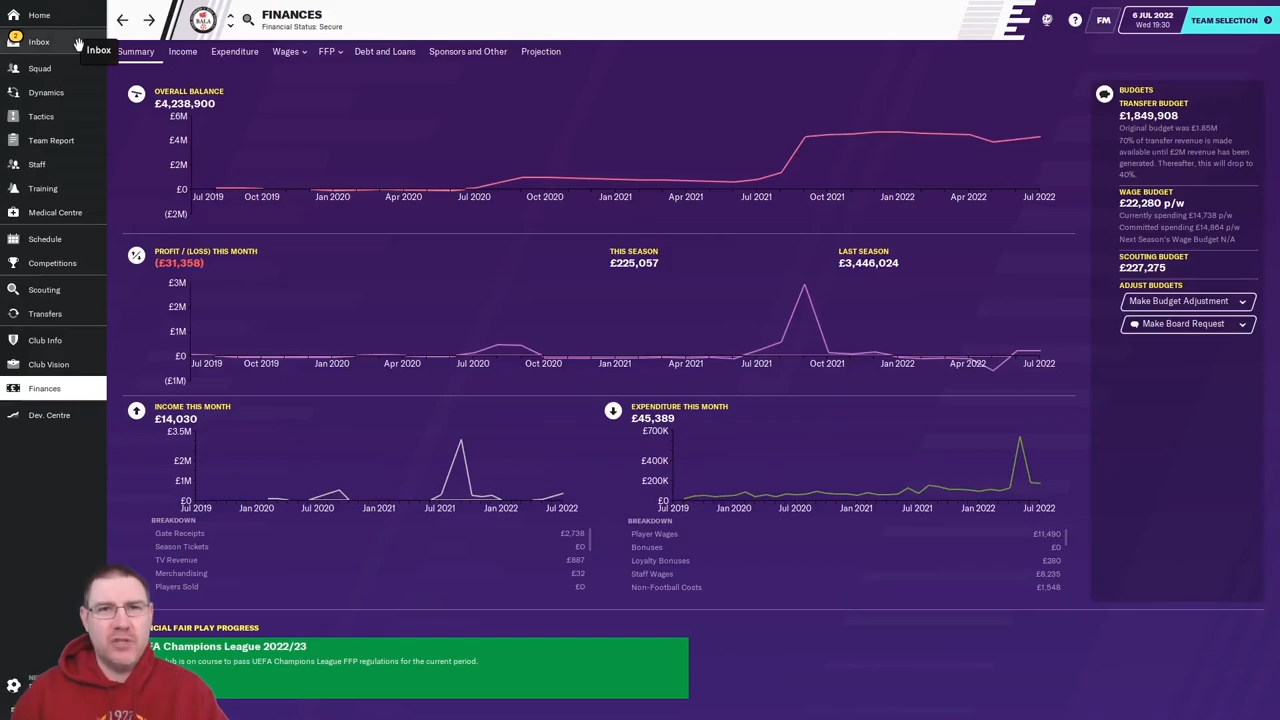 Home
FINANCES
Financial Status: Secure
FM
6 JUL 2022
Wed 19:30
TEAM SELECTION
2
Inbox
Inbox
Summary
Income
Expenditure
Wages
FFP
Debt and Loans
Sponsors and Other
Projection
Squad
Dynamics
Tactics
Team Report
Staff
Training
Medical Centre
Schedule
Competitions
Scouting
Transfers
Club Info
Club Vision
Finances
Dev. Centre
BALA
OVERALL BALANCE
£4,238,900
£6M
£4M
£2M
£0
(£2M)
Jul 2019
Oct 2019
Jan 2020
Apr 2020
Jul 2020
Oct 2020
Jan 2021
Apr 2021
Jul 2021
Oct 2021
Jan 2022
Apr 2022
Jul 2022
PROFIT / (LOSS) THIS MONTH
(£31,358)
THIS SEASON
£225,057
LAST SEASON
£3,446,024
£3M
£2M
£1M
£0
(£1M)
Jul 2019
Oct 2019
Jan 2020
Apr 2020
Jul 2020
Oct 2020
Jan 2021
Apr 2021
Jul 2021
Oct 2021
Jan 2022
Apr 2022
Jul 2022
INCOME THIS MONTH
£14,030
£3.5M
£2M
£1M
£0
Jul 2019
Jan 2020
Jul 2020
Jan 2021
Jul 2021
Jan 2022
Jul 2022
BREAKDOWN
Gate Receipts £2,738
Season Tickets £0
TV Revenue £887
Merchandising £32
Players Sold £0
EXPENDITURE THIS MONTH
£45,389
£700K
£400K
£200K
£0
Jul 2019
Jan 2020
Jul 2020
Jan 2021
Jul 2021
Jan 2022
Jul 2022
BREAKDOWN
Player Wages £11,490
Bonuses £0
Loyalty Bonuses £280
Staff Wages £8,235
Non-Football Costs £1,548
BUDGETS
TRANSFER BUDGET
£1,849,908
Original budget was £1.85M
70% of transfer revenue is made
available until £2M revenue has been
generated. Thereafter, this will drop to
40%.
WAGE BUDGET
£22,280 p/w
Currently spending £14,738 p/w
Committed spending £14,864 p/w
Next Season's Wage Budget N/A
SCOUTING BUDGET
£227,275
ADJUST BUDGETS
Make Budget Adjustment
Make Board Request
NCIAL FAIR PLAY PROGRESS
FA Champions League 2022/23
club is on course to pass UEFA Champions League FFP regulations for the current period.
NE
1922